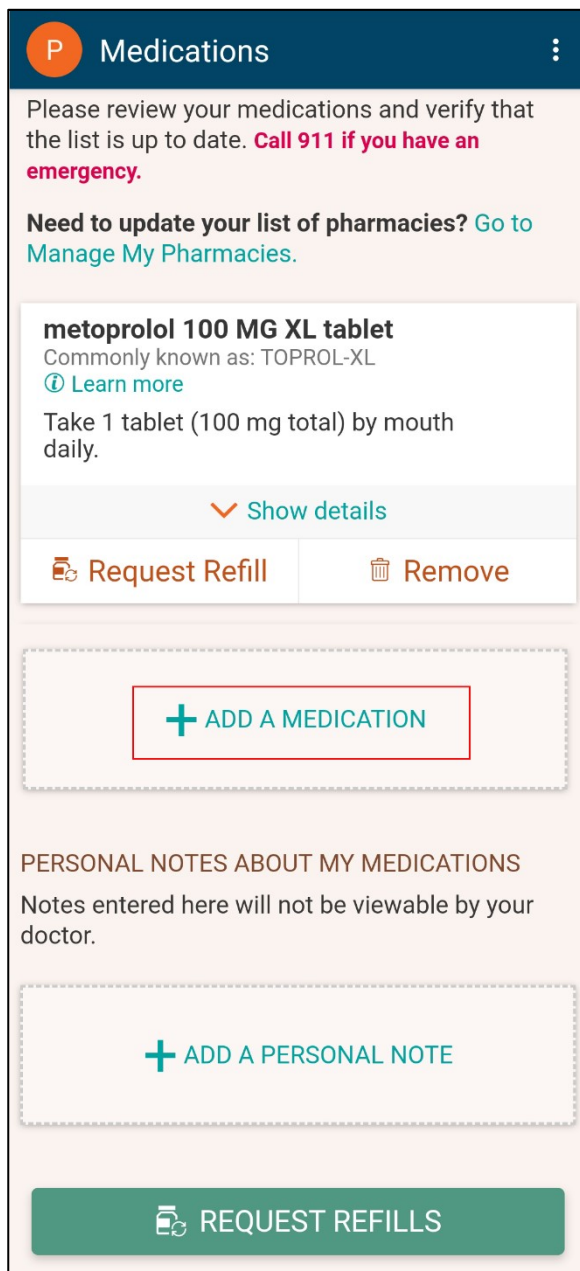 P Medications
Please review your medications and verify that
the list is up to date. Call 911 if you have an
emergency.
Need to update your list of pharmacies? Go to
Manage My Pharmacies.
metoprolol 100 MG XL tablet
Commonly known as: TOPROL-XL
Learn more
Take 1 tablet (100 mg total) by mouth
daily.
Show details
Request Refill Remove
ADD A MEDICATION
PERSONAL NOTES ABOUT MY MEDICATIONS
Notes entered here will not be viewable by your
doctor.
ADD A PERSONAL NOTE
REQUEST REFILLS